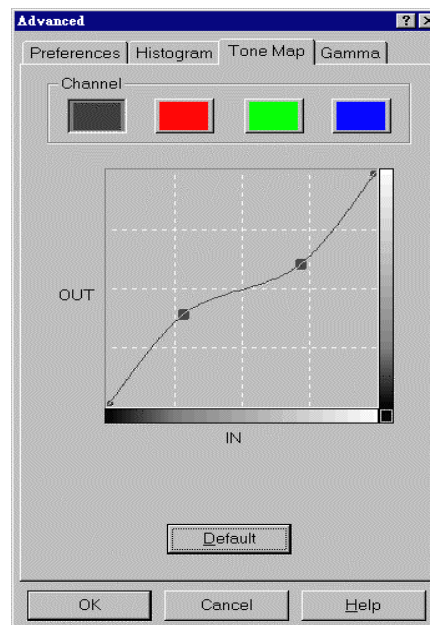 Advanced
Preferences Histogram Tone Map Gamma
Channel
OUT
IN
Default
OK Cancel Help